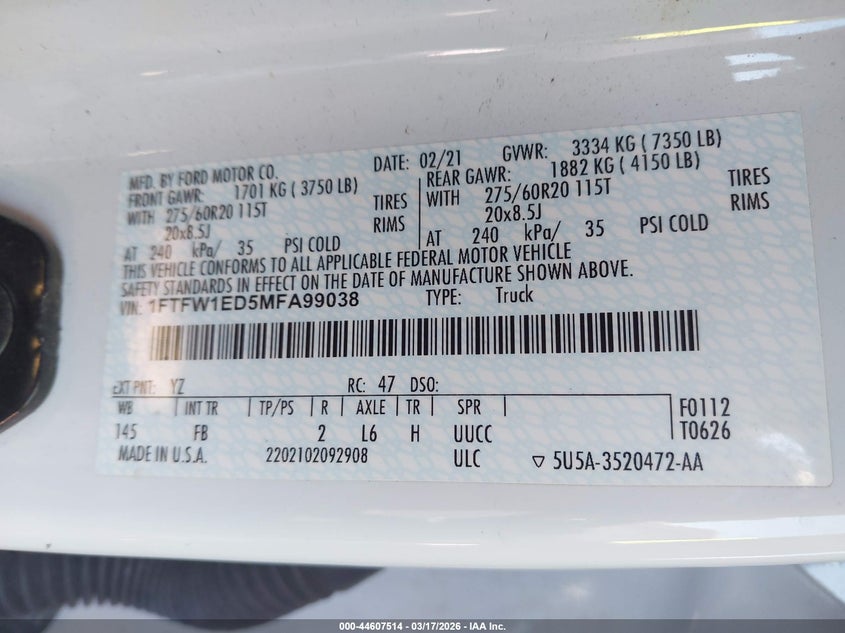 MFD. BY FORD MOTOR CO. DATE: 02/21 GVWR: 3334 KG ( 7350 LB)
FRONT GAWR: 1701 KG ( 3750 LB) REAR GAWR: 1882 KG ( 4150 LB)
WITH 275/60R20 115T TIRES WITH 275/60R20 115T TIRES
20x8.5J RIMS 20x8.5J RIMS
AT 240 kPa/ 35 PSI COLD AT 240 kPa/ 35 PSI COLD
THIS VEHICLE CONFORMS TO ALL APPLICABLE FEDERAL MOTOR VEHICLE
SAFETY STANDARDS IN EFFECT ON THE DATE OF MANUFACTURE SHOWN ABOVE.
VIN: 1FTFW1ED5MFA99038 TYPE: Truck
EXT PNT: YZ RC: 47 DSO:
WB INT TR TP/PS R AXLE TR SPR F0112
145 FB 2 L6 H UUCC T0626
MADE IN U.S.A. 2202102092908 ULC ▽ 5U5A-3520472-AA
000-44607514 — 03/17/2026 — IAA Inc.